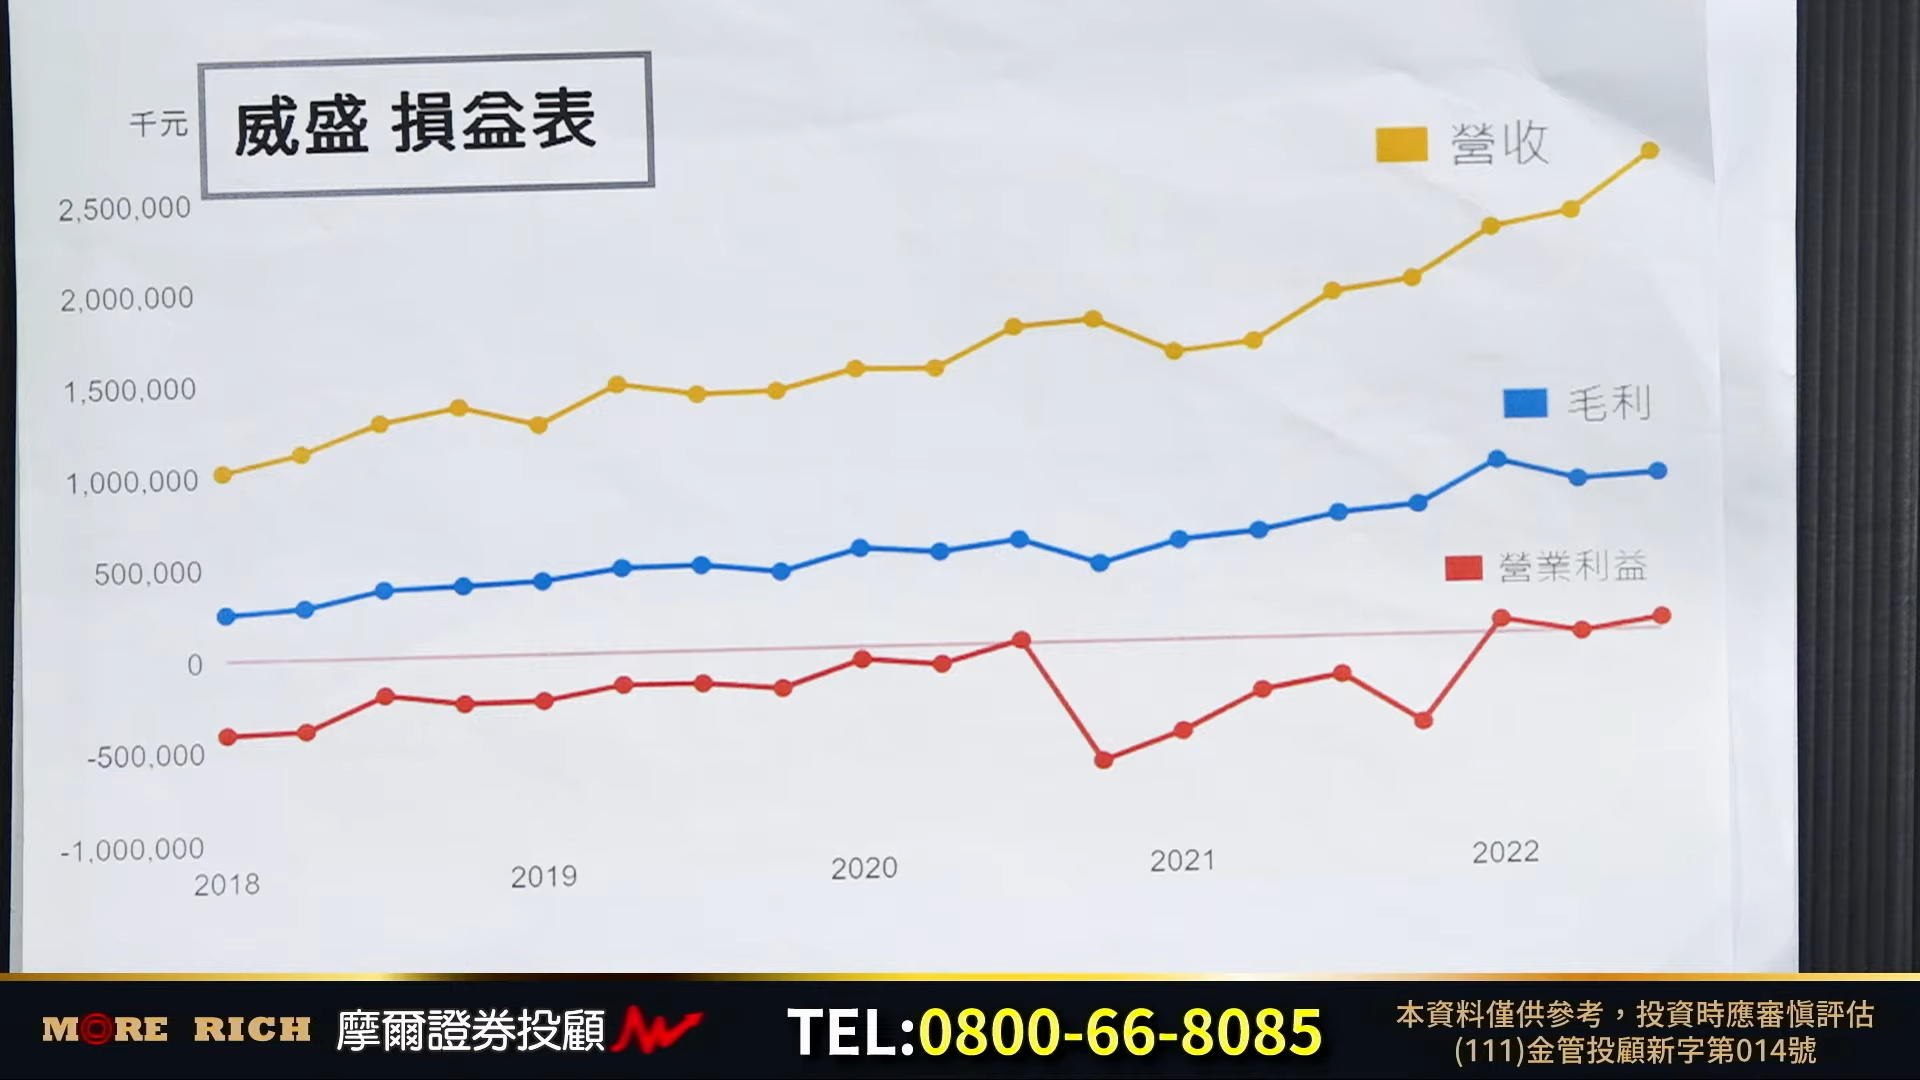 千元
威盛 損益表
營收
2,500,000
2,000,000
1,500,000
毛利
1,000,000
500,000
營業利益
0
-500,000
-1,000,000
2018
2019
2020
2021
2022
MORE RICH 摩爾證券投顧
TEL:0800-66-8085
本資料僅供參考，投資時應審慎評估
(111)金管投顧新字第014號